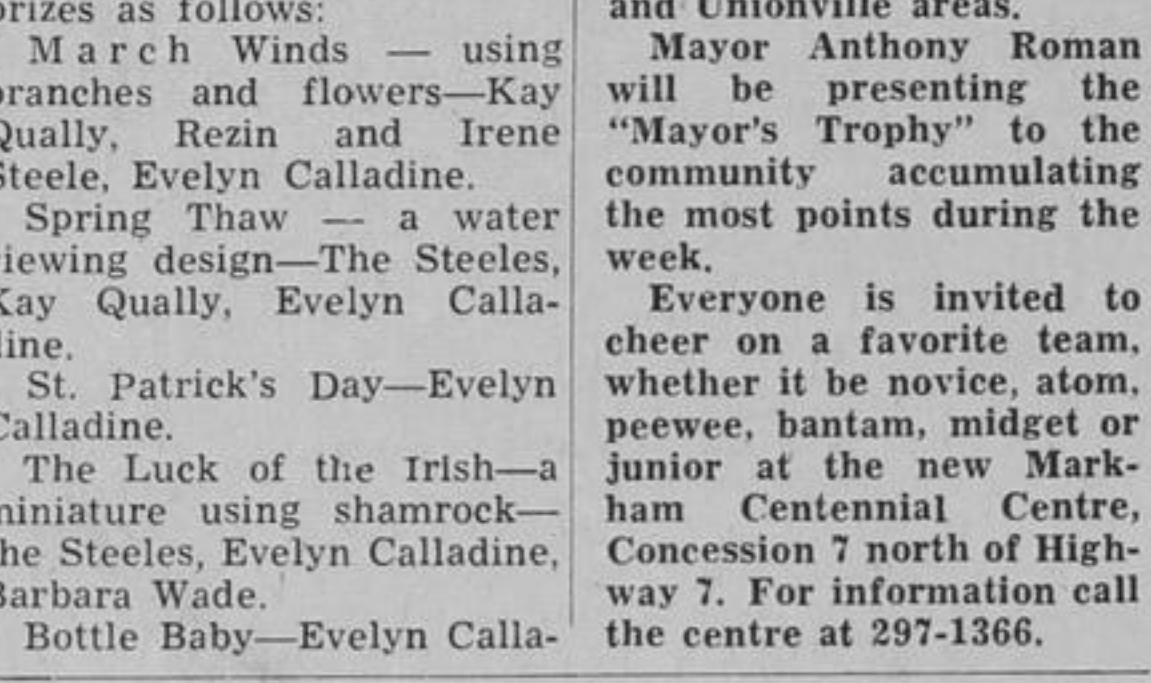 prizes as follows:
March Winds — using
branches and flowers—Kay
Qually, Rezin and Irene
Steele, Evelyn Calladine.
Spring Thaw — a water
viewing design—The Steeles,
Kay Qually, Evelyn Calla-
dine.
St. Patrick's Day—Evelyn
Calladine.
The Luck of the Irish—a
miniature using shamrock—
the Steeles, Evelyn Calladine,
Barbara Wade.
Bottle Baby—Evelyn Calla-
and Unionville areas.
Mayor Anthony Roman
will be presenting the
“Mayor's Trophy” to the
community accumulating
the most points during the
week.
Everyone is invited to
cheer on a favorite team,
whether it be novice, atom,
peewee, bantam, midget or
junior at the new Mark-
ham Centennial Centre,
Concession 7 north of High-
way 7. For information call
the centre at 297-1366.